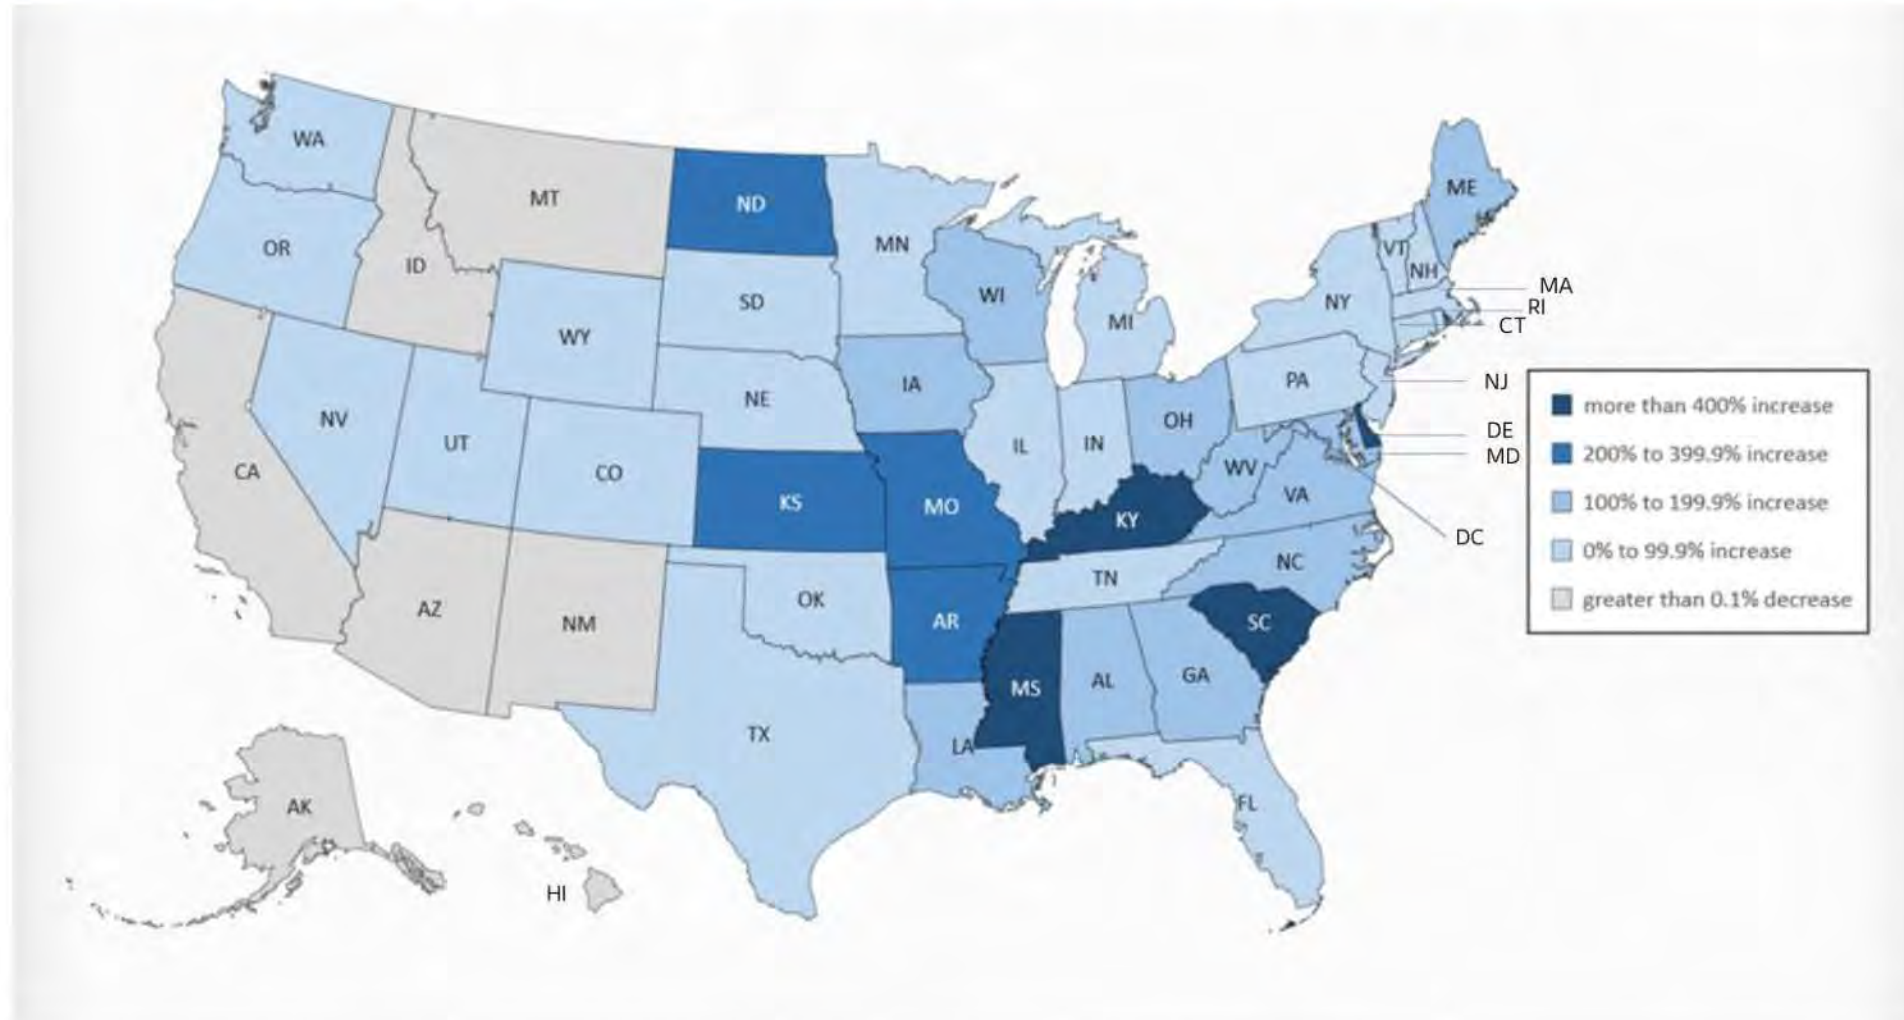 WA
MT
ND
ME
OR
ID
MN
VT
NH
SD
WI
NY
MA
RI
CT
WY
MI
IA
PA
NJ
NE
NV
OH
DE
MD
UT
IL
IN
CO
WV
CA
VA
KS
MO
KY
DC
NC
TN
OK
AZ
NM
AR
SC
MS
AL
GA
TX
LA
AK
FL
HI
more than 400% increase
200% to 399.9% increase
100% to 199.9% increase
0% to 99.9% increase
greater than 0.1% decrease